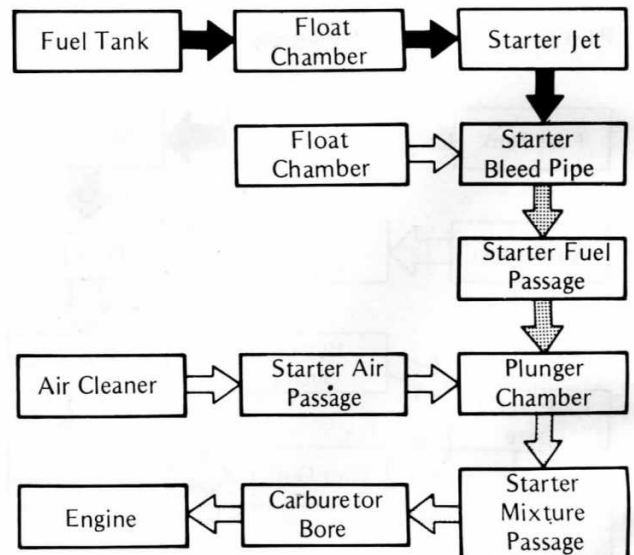 Fuel Tank
Float
Chamber
Starter Jet
Float
Chamber
Starter
Bleed Pipe
Starter Fuel
Passage
Air Cleaner
Starter Air
Passage
Plunger
Chamber
Engine
Carburetor
Bore
Starter
Mixture
Passage